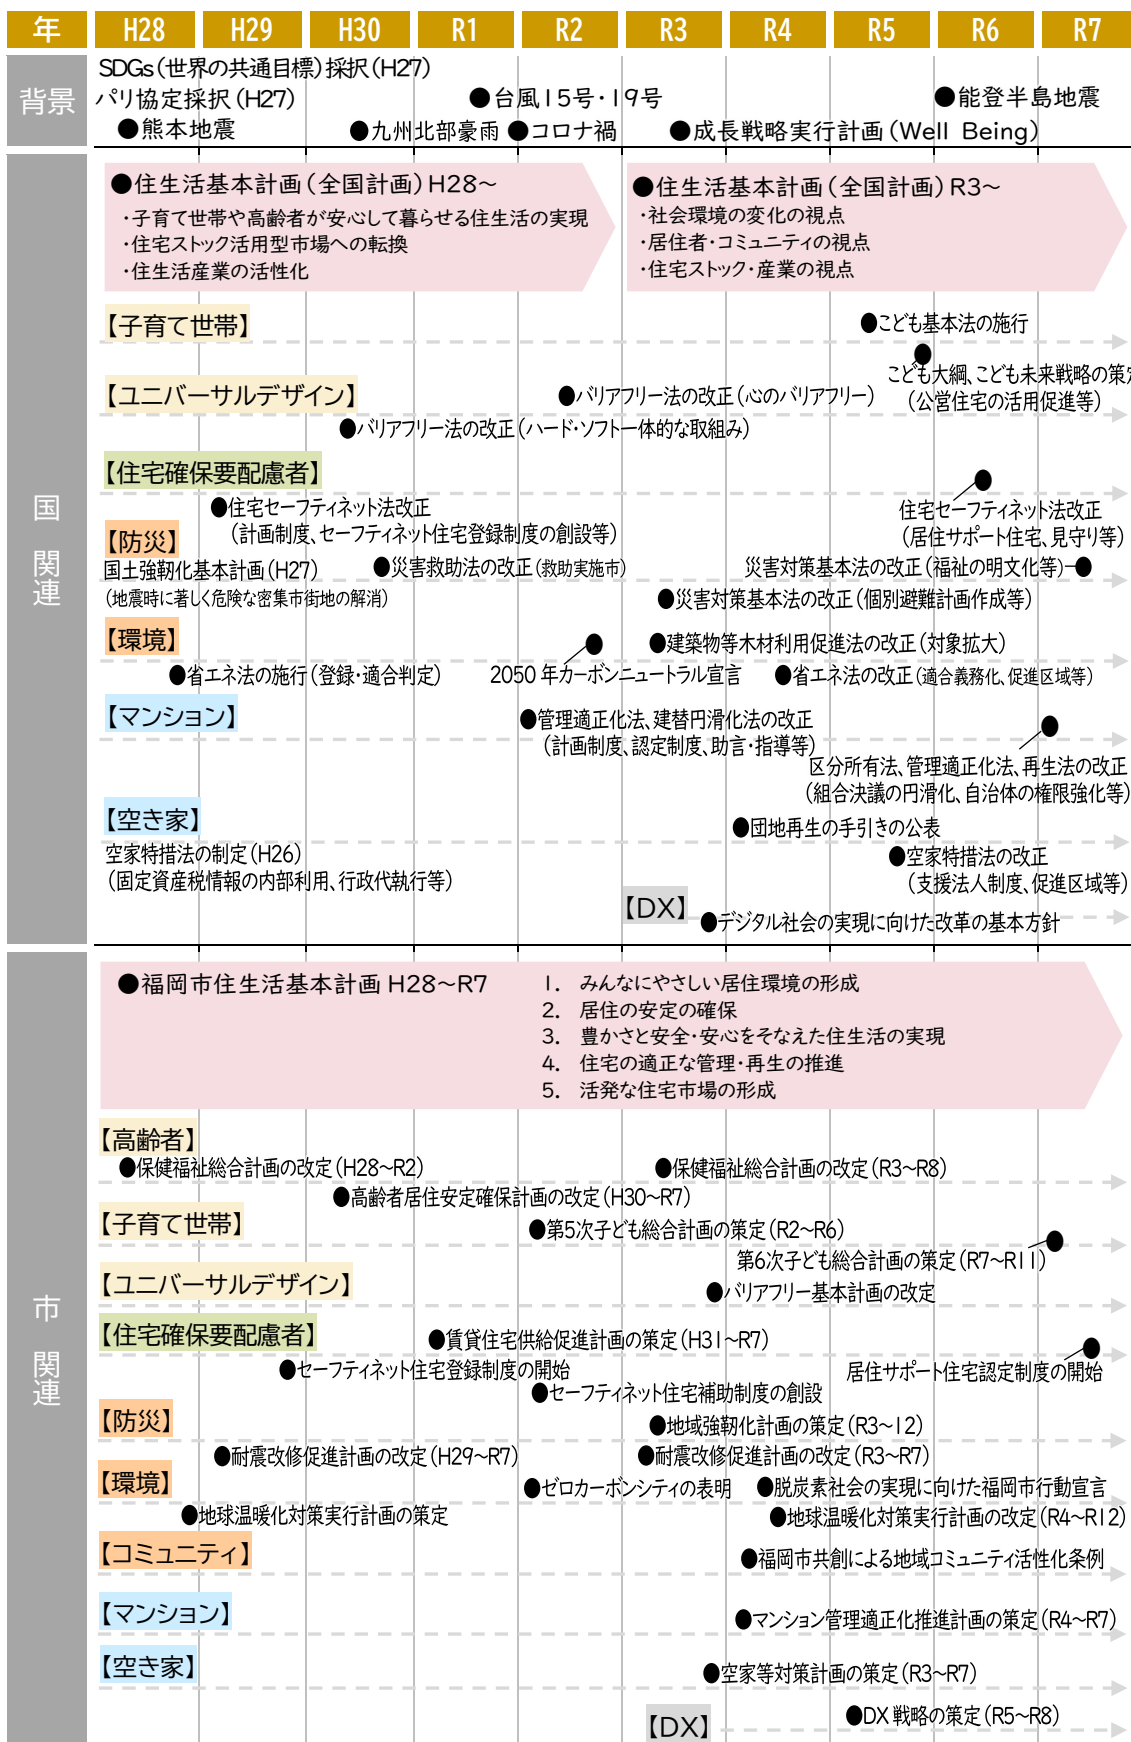 年 H28 H29 H30 R1 R2 R3 R4 R5 R6 R7
背景
SDGs(世界の共通目標)採択(H27)
パリ協定採択(H27) ●台風15号・19号 ●能登半島地震
●熊本地震 ●九州北部豪雨 ●コロナ禍 ●成長戦略実行計画(Well Being)
国 関連
●住生活基本計画(全国計画)H28～
・子育て世帯や高齢者が安心して暮らせる住生活の実現
・住宅ストック活用型市場への転換
・住生活産業の活性化
●住生活基本計画(全国計画)R3～
・社会環境の変化の視点
・居住者・コミュニティの視点
・住宅ストック・産業の視点
【子育て世帯】
●こども基本法の施行
●
こども大綱、こども未来戦略の策定
(公営住宅の活用促進等)
【ユニバーサルデザイン】
●バリアフリー法の改正(心のバリアフリー)
●バリアフリー法の改正(ハード・ソフト一体的な取組み)
【住宅確保要配慮者】
●住宅セーフティネット法改正
(計画制度、セーフティネット住宅登録制度の創設等)
●
住宅セーフティネット法改正
(居住サポート住宅、見守り等)
【防災】
国土強靭化基本計画(H27)
(地震時に著しく危険な密集市街地の解消)
●災害救助法の改正(救助実施市)
災害対策基本法の改正(福祉の明文化等)●
●災害対策基本法の改正(個別避難計画作成等)
【環境】
●建築物等木材利用促進法の改正(対象拡大)
●省エネ法の施行(登録・適合判定)
●
2050年カーボンニュートラル宣言
●省エネ法の改正(適合義務化、促進区域等)
【マンション】
●管理適正化法、建替円滑化法の改正
(計画制度、認定制度、助言・指導等)
●
区分所有法、管理適正化法、再生法の改正
(組合決議の円滑化、自治体の権限強化等)
【空き家】
●団地再生の手引きの公表
空家特措法の制定(H26)
(固定資産税情報の内部利用、行政代執行等)
●空家特措法の改正
(支援法人制度、促進区域等)
【DX】
●デジタル社会の実現に向けた改革の基本方針
市 関連
●福岡市住生活基本計画 H28～R7
1. みんなにやさしい居住環境の形成
2. 居住の安定の確保
3. 豊かさと安全・安心をそなえた住生活の実現
4. 住宅の適正な管理・再生の推進
5. 活発な住宅市場の形成
【高齢者】
●保健福祉総合計画の改定(H28～R2) ●保健福祉総合計画の改定(R3～R8)
●高齢者居住安定確保計画の改定(H30～R7)
【子育て世帯】
●第5次子ども総合計画の策定(R2～R6)
●
第6次子ども総合計画の策定(R7～R11)
【ユニバーサルデザイン】
●バリアフリー基本計画の改定
【住宅確保要配慮者】
●賃貸住宅供給促進計画の策定(H31～R7)
●セーフティネット住宅登録制度の開始
●
居住サポート住宅認定制度の開始
●セーフティネット住宅補助制度の創設
【防災】
●地域強靭化計画の策定(R3～12)
●耐震改修促進計画の改定(H29～R7) ●耐震改修促進計画の改定(R3～R7)
【環境】
●ゼロカーボンシティの表明 ●脱炭素社会の実現に向けた福岡市行動宣言
●地球温暖化対策実行計画の策定 ●地球温暖化対策実行計画の改定(R4～R12)
【コミュニティ】
●福岡市共創による地域コミュニティ活性化条例
【マンション】
●マンション管理適正化推進計画の策定(R4～R7)
【空き家】
●空家等対策計画の策定(R3～R7)
【DX】
●DX戦略の策定(R5～R8)